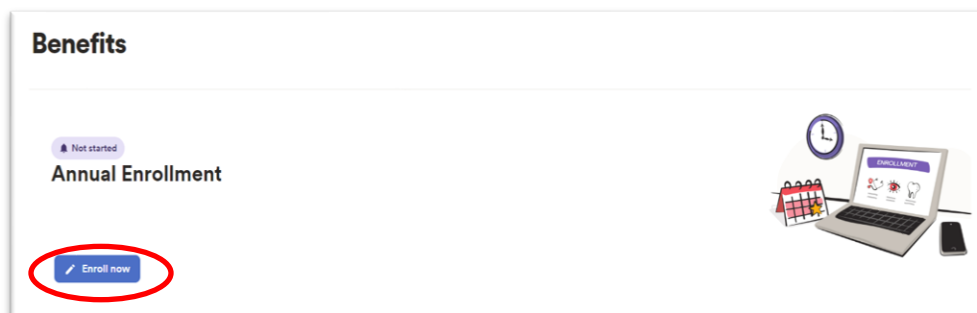 Benefits
Not started
Annual Enrollment
ENROLLMENT
Enroll now